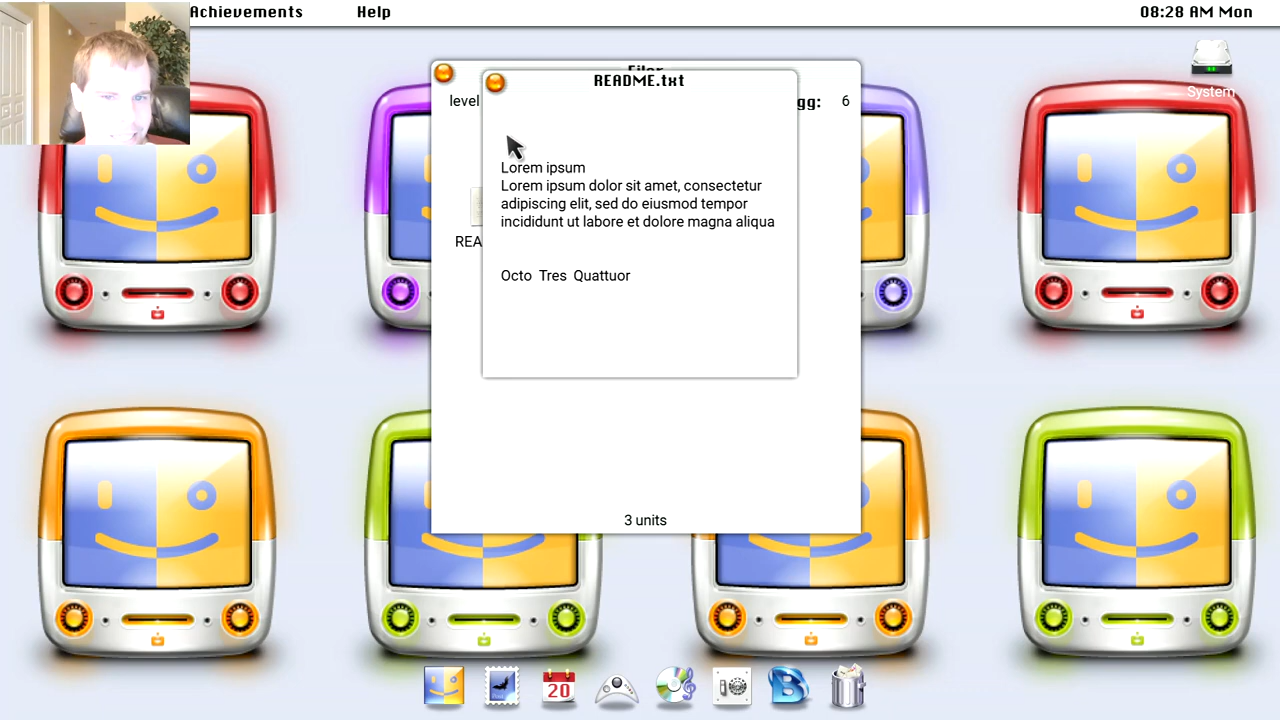 Achievements Help 08:28 AM Mon
README.txt
level 6
System
Lorem ipsum
Lorem ipsum dolor sit amet, consectetur
adipiscing elit, sed do eiusmod tempor
incididunt ut labore et dolore magna aliqua
REA
Octo Tres Quattuor
3 units
20